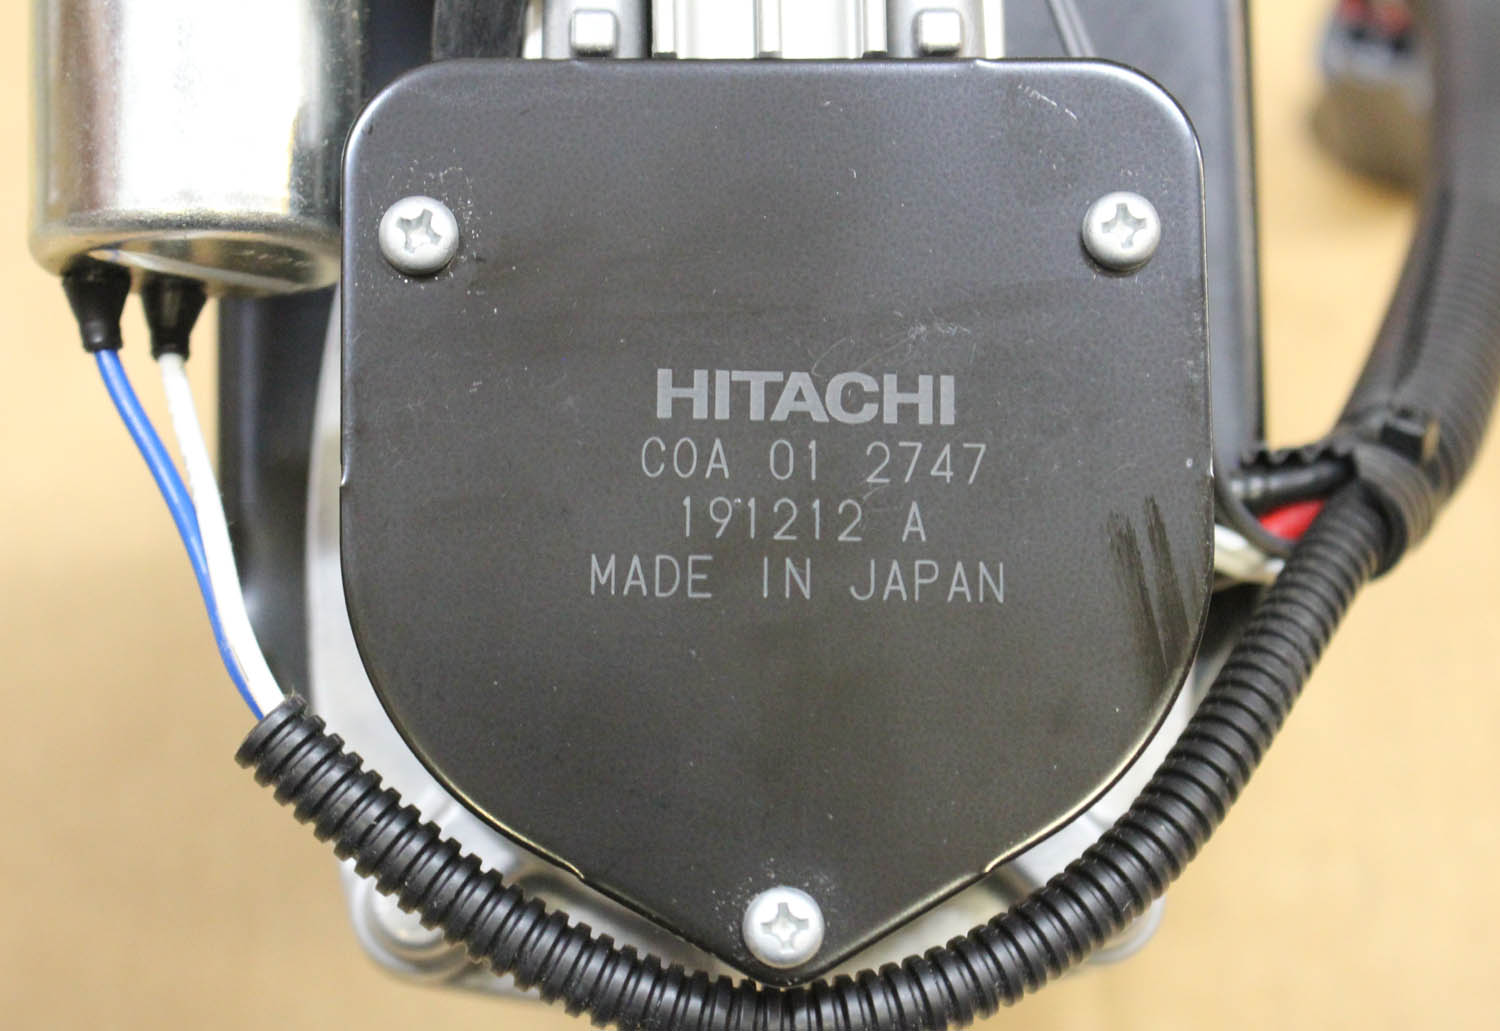 HITACHI
COA 01 2747
191212 A
MADE IN JAPAN